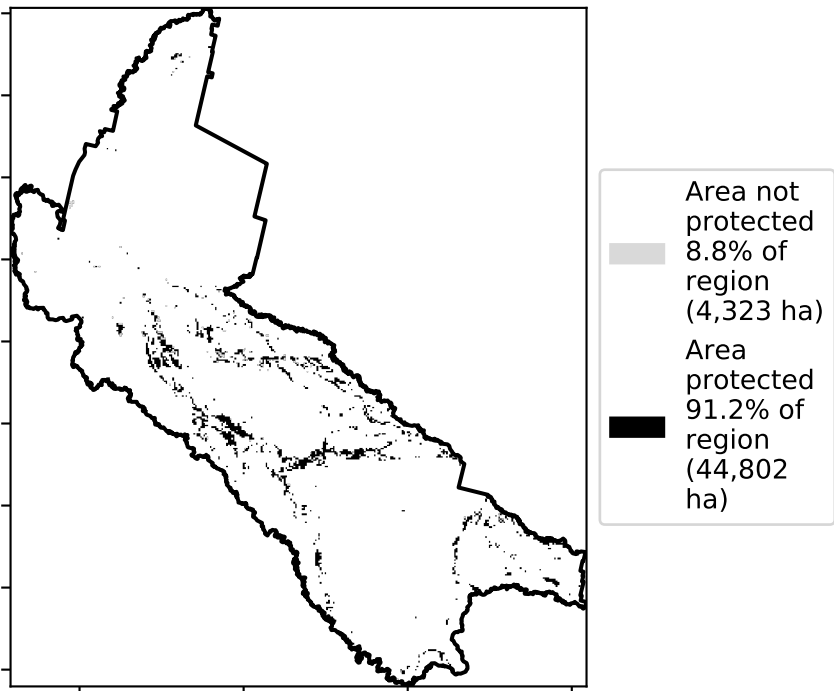 Area not
protected
8.8% of
region
(4,323 ha)
Area
protected
91.2% of
region
(44,802
ha)